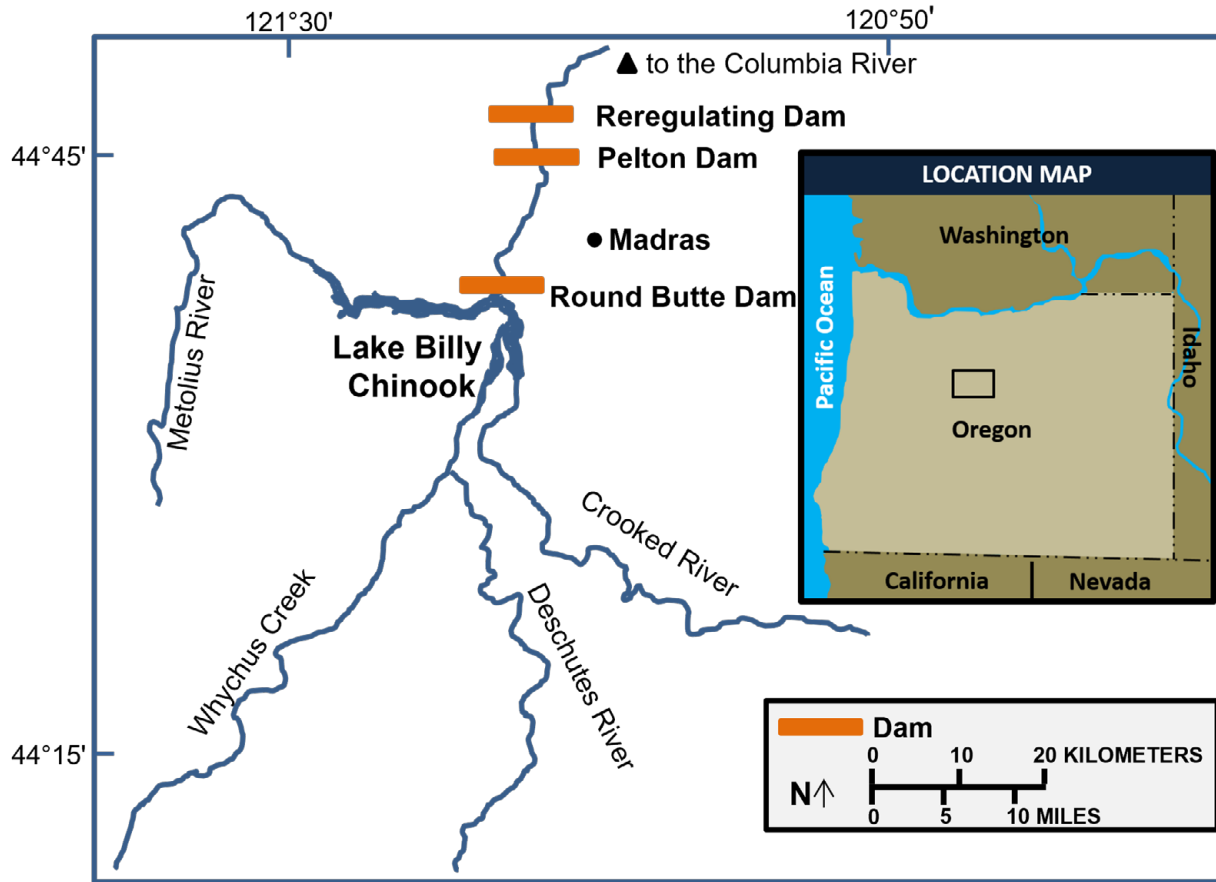 121°30'
120°50'
▲ to the Columbia River
Reregulating Dam
44°45'
Pelton Dam
LOCATION MAP
Washington
Madras
Round Butte Dam
Pacific Ocean
Idaho
Metolius River
Lake Billy
Chinook
Oregon
Crooked River
California
Nevada
Whychus Creek
Deschutes River
44°15'
Dam
0 10 20 KILOMETERS
N↑
0 5 10 MILES